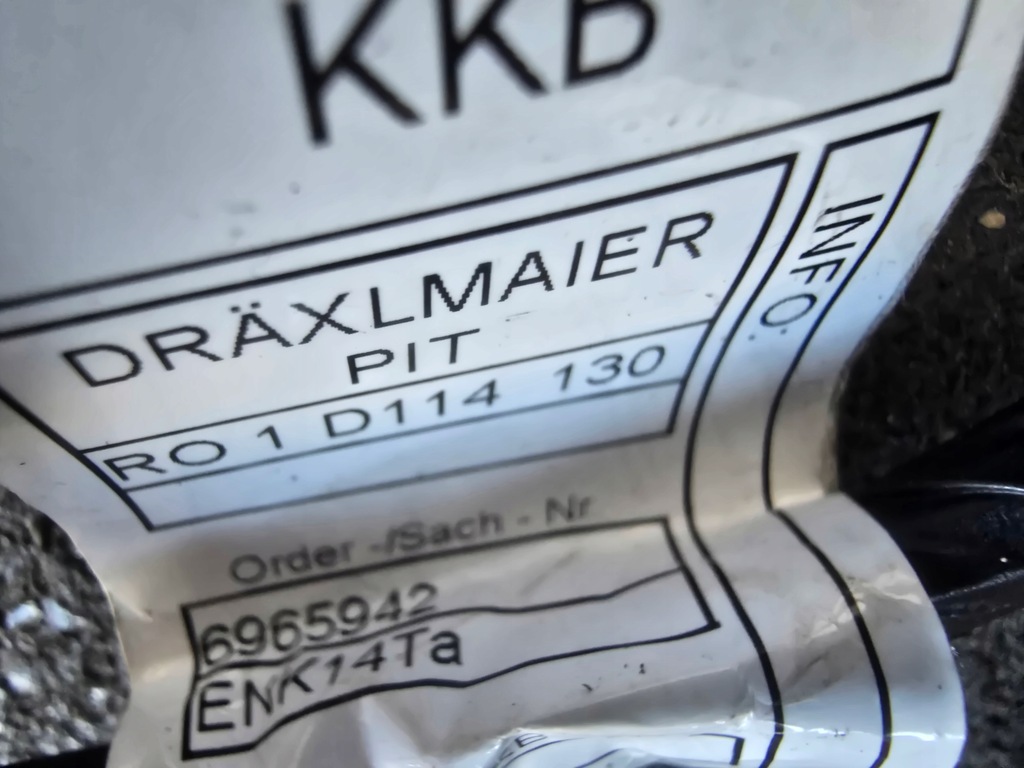 KKB
DRÄXLMAIER
PIT
RO 1 D114 130
INFO:
Order -/Sach - Nr
6965942
ENK14Ta